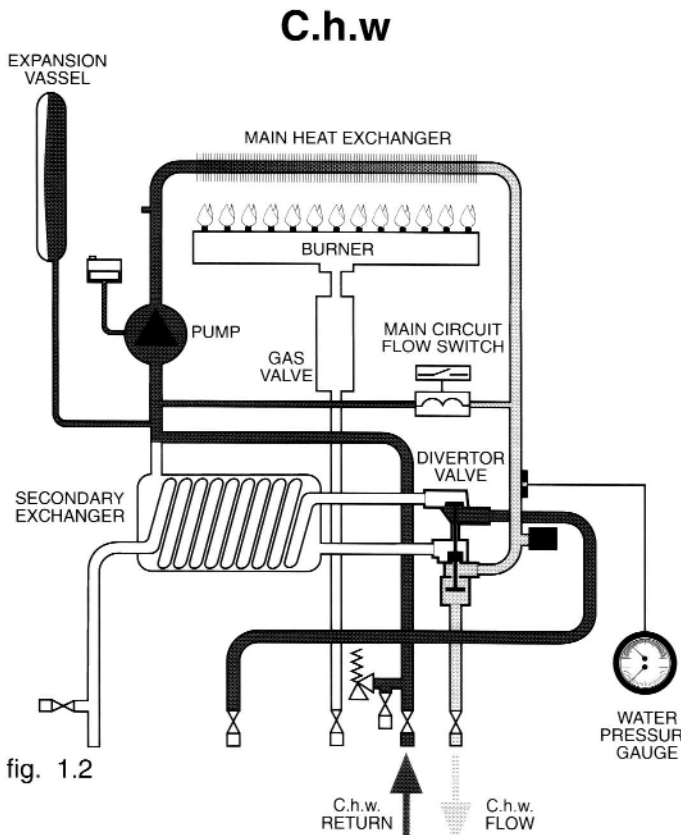 C.h.w
EXPANSION
VASSEL
MAIN HEAT EXCHANGER
BURNER
PUMP
GAS
VALVE
MAIN CIRCUIT
FLOW SWITCH
DIVERTOR
VALVE
SECONDARY
EXCHANGER
WATER
PRESSUR
GAUGE
fig. 1.2
C.h.w.
RETURN
C.h.w.
FLOW